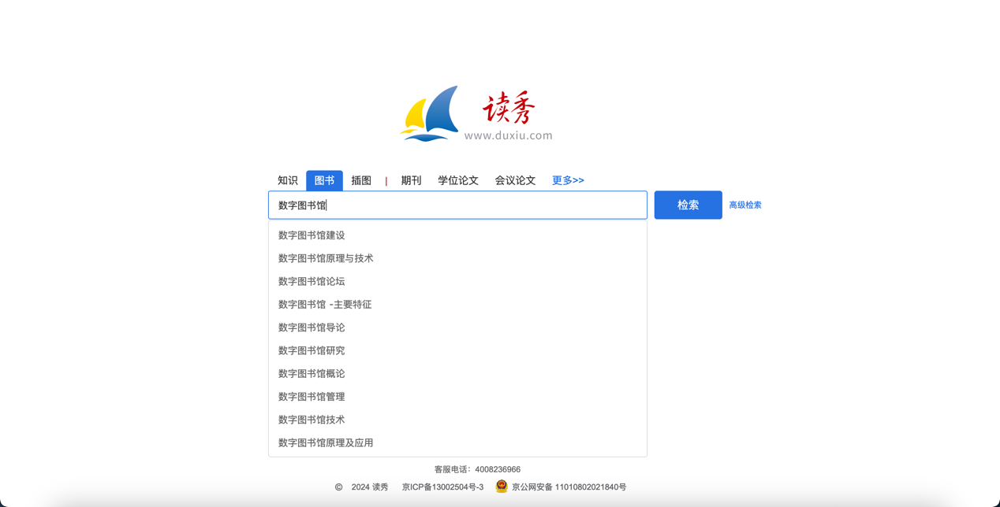 读秀
www.duxiu.com
知识 图书 插图 | 期刊 学位论文 会议论文 更多>>
数字图书馆 检索 高级检索
数字图书馆建设
数字图书馆原理与技术
数字图书馆论坛
数字图书馆 -主要特征
数字图书馆导论
数字图书馆研究
数字图书馆概论
数字图书馆管理
数字图书馆技术
数字图书馆原理及应用
客服电话：4008236966
© 2024 读秀 京ICP备13002504号-3 京公网安备 11010802021840号